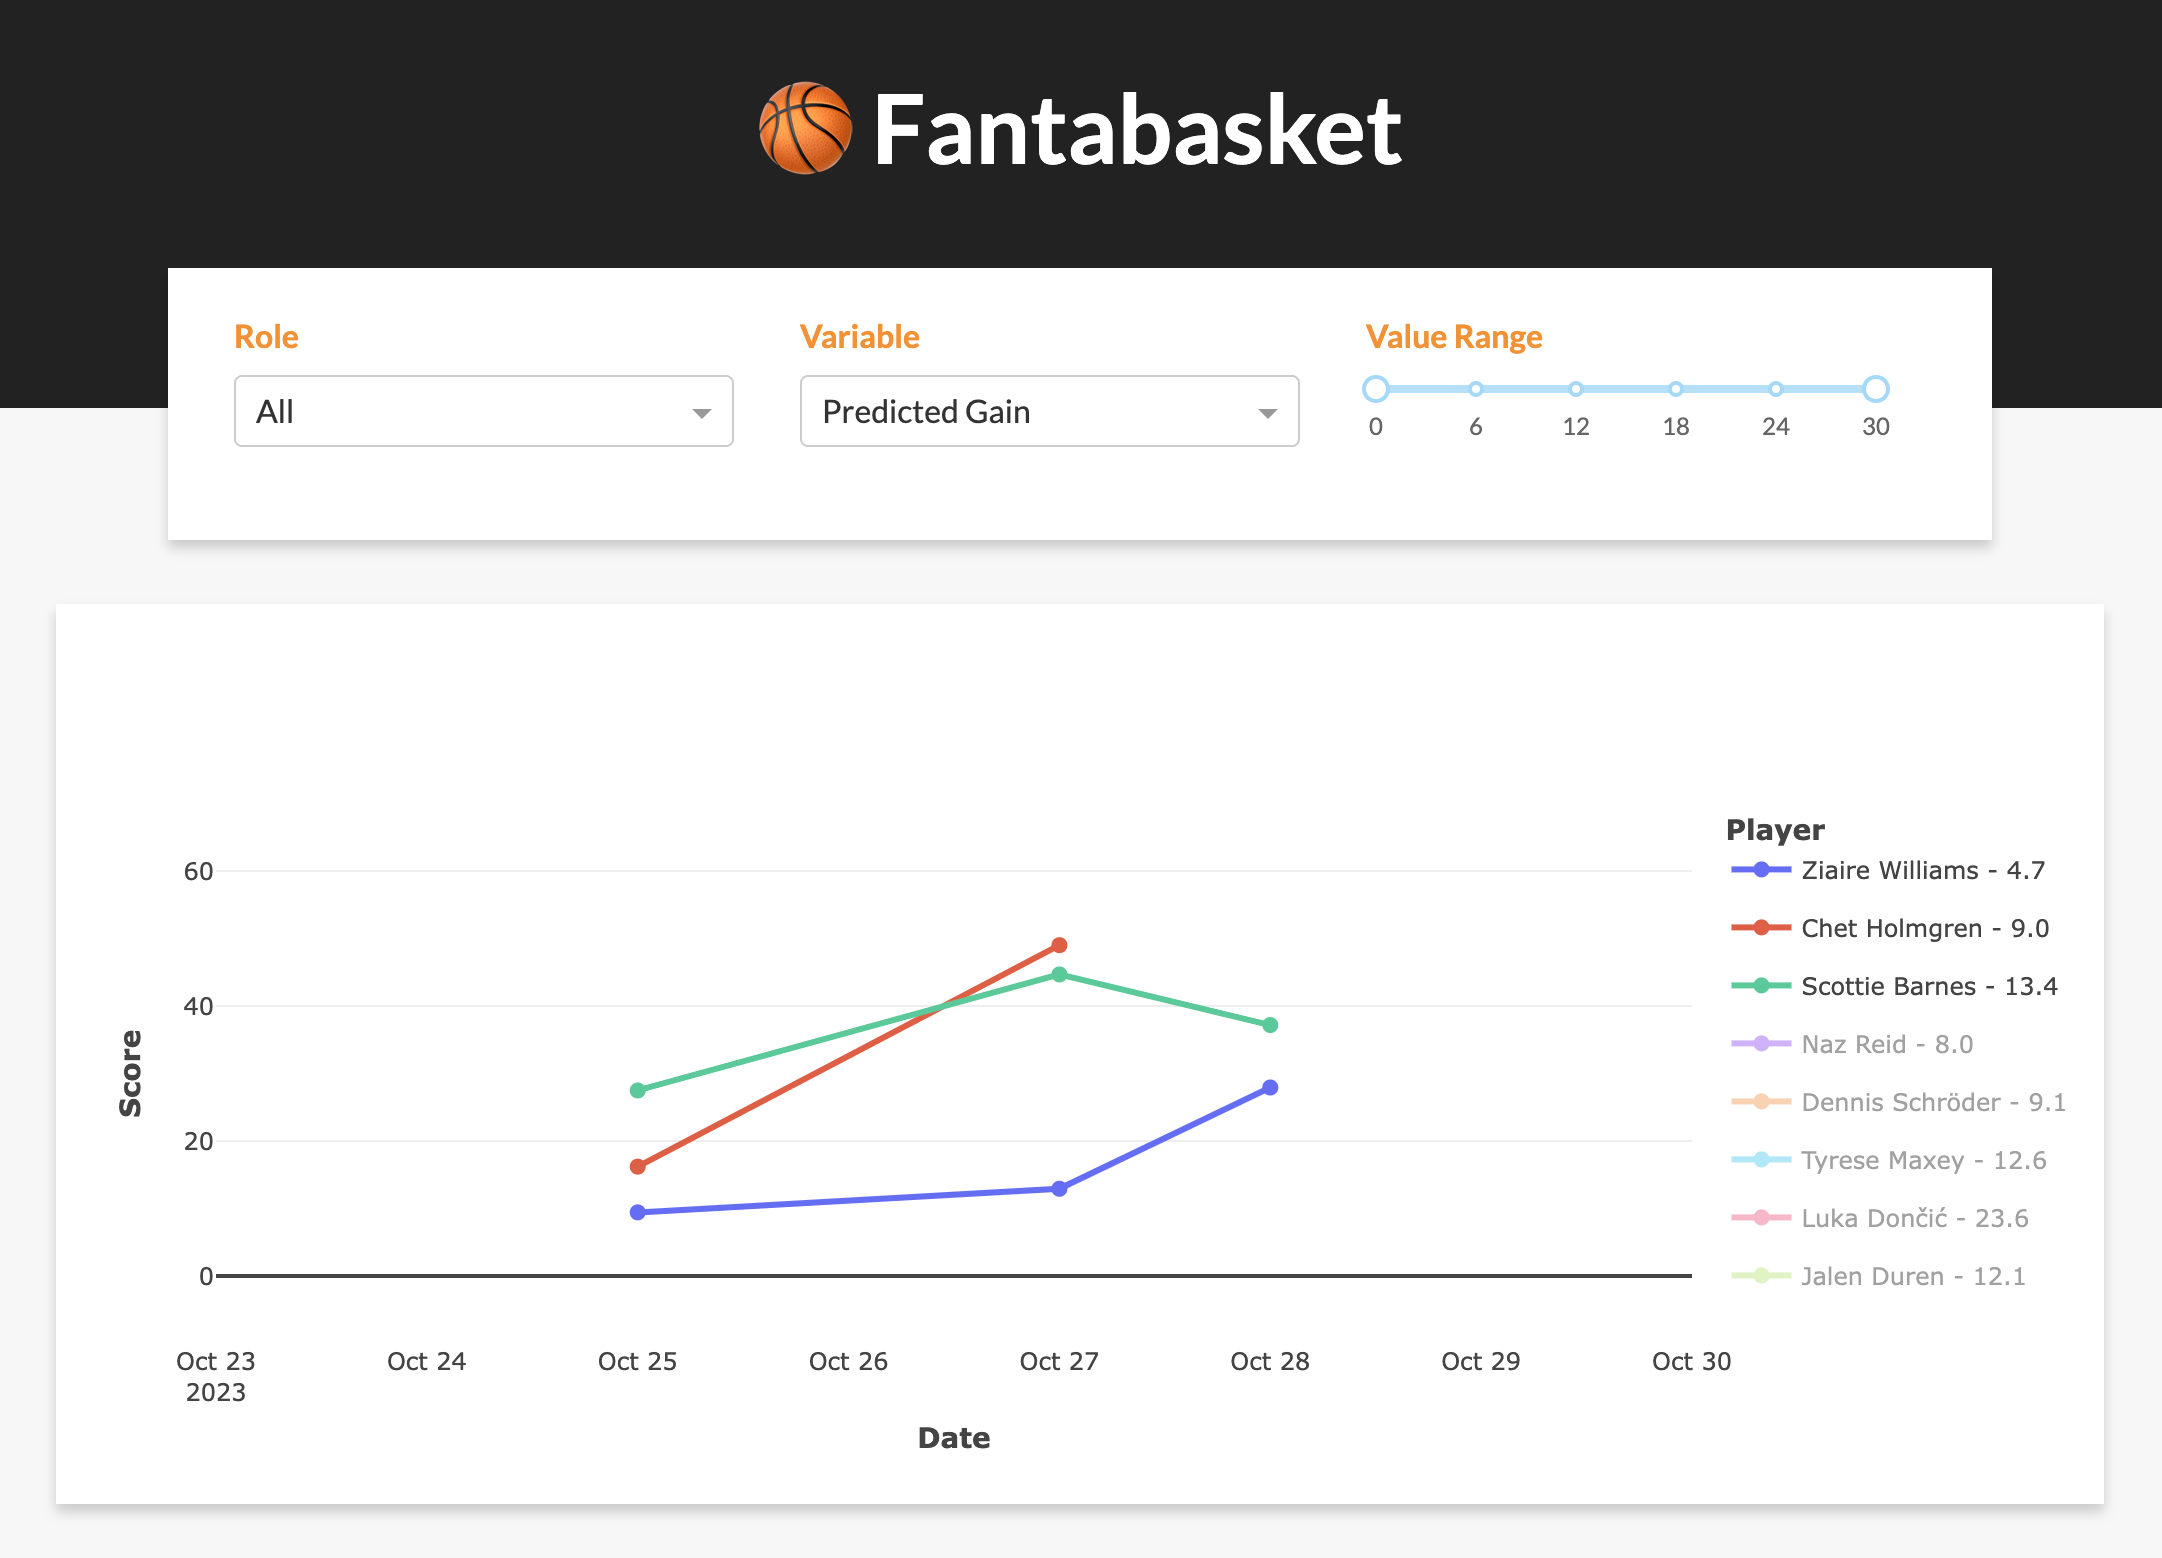 Fantabasket
Role
Variable
Value Range
All
Predicted Gain
0 6 12 18 24 30
Player
60
Ziaire Williams - 4.7
Chet Holmgren - 9.0
Scottie Barnes - 13.4
Naz Reid - 8.0
Dennis Schröder - 9.1
Tyrese Maxey - 12.6
Luka Dončić - 23.6
Jalen Duren - 12.1
40
20
0
Score
Oct 23 Oct 24 Oct 25 Oct 26 Oct 27 Oct 28 Oct 29 Oct 30
2023
Date